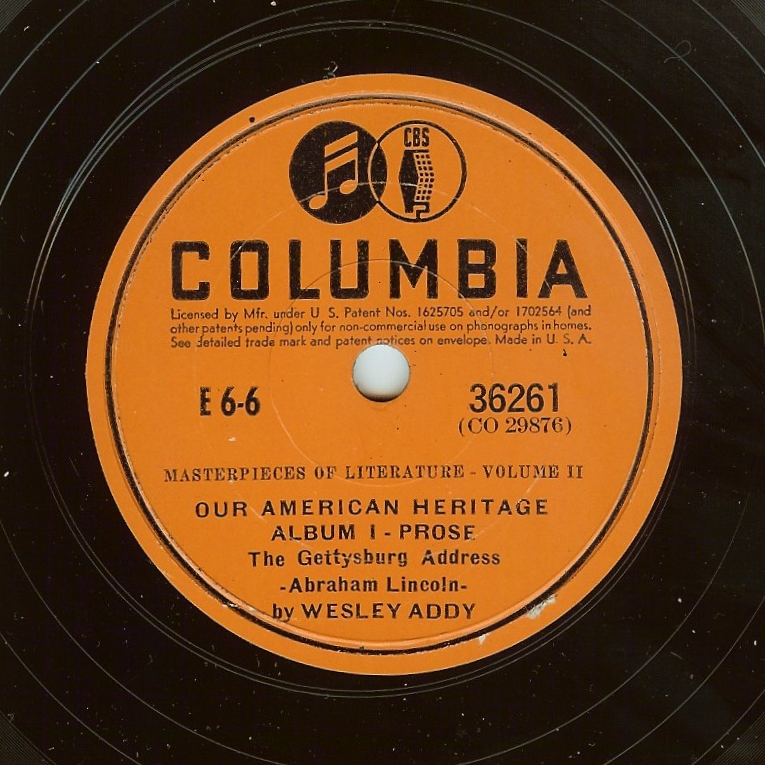 CBS
COLUMBIA
Licensed by Mfr. under U S. Patent Nos. 1625705 and/or 1702564 (and
other patents pending) only for non-commercial use on phonographs in homes.
See detailed trade mark and patent notices on envelope. Made in U. S. A.
E 6-6
36261
(CO 29876)
MASTERPIECES OF LITERATURE - VOLUME II
OUR AMERICAN HERITAGE
ALBUM I - PROSE
The Gettysburg Address
-Abraham Lincoln-
by WESLEY ADDY